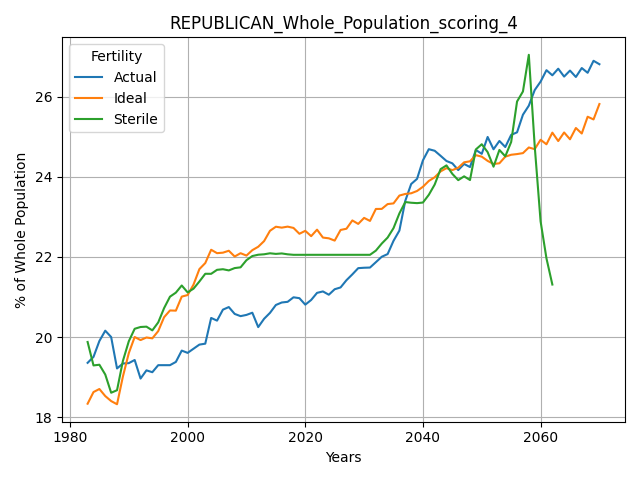 REPUBLICAN_Whole_Population_scoring_4
Fertility
Actual
Ideal
Sterile
% of Whole Population
26
24
22
20
18
1980
2000
2020
2040
2060
Years